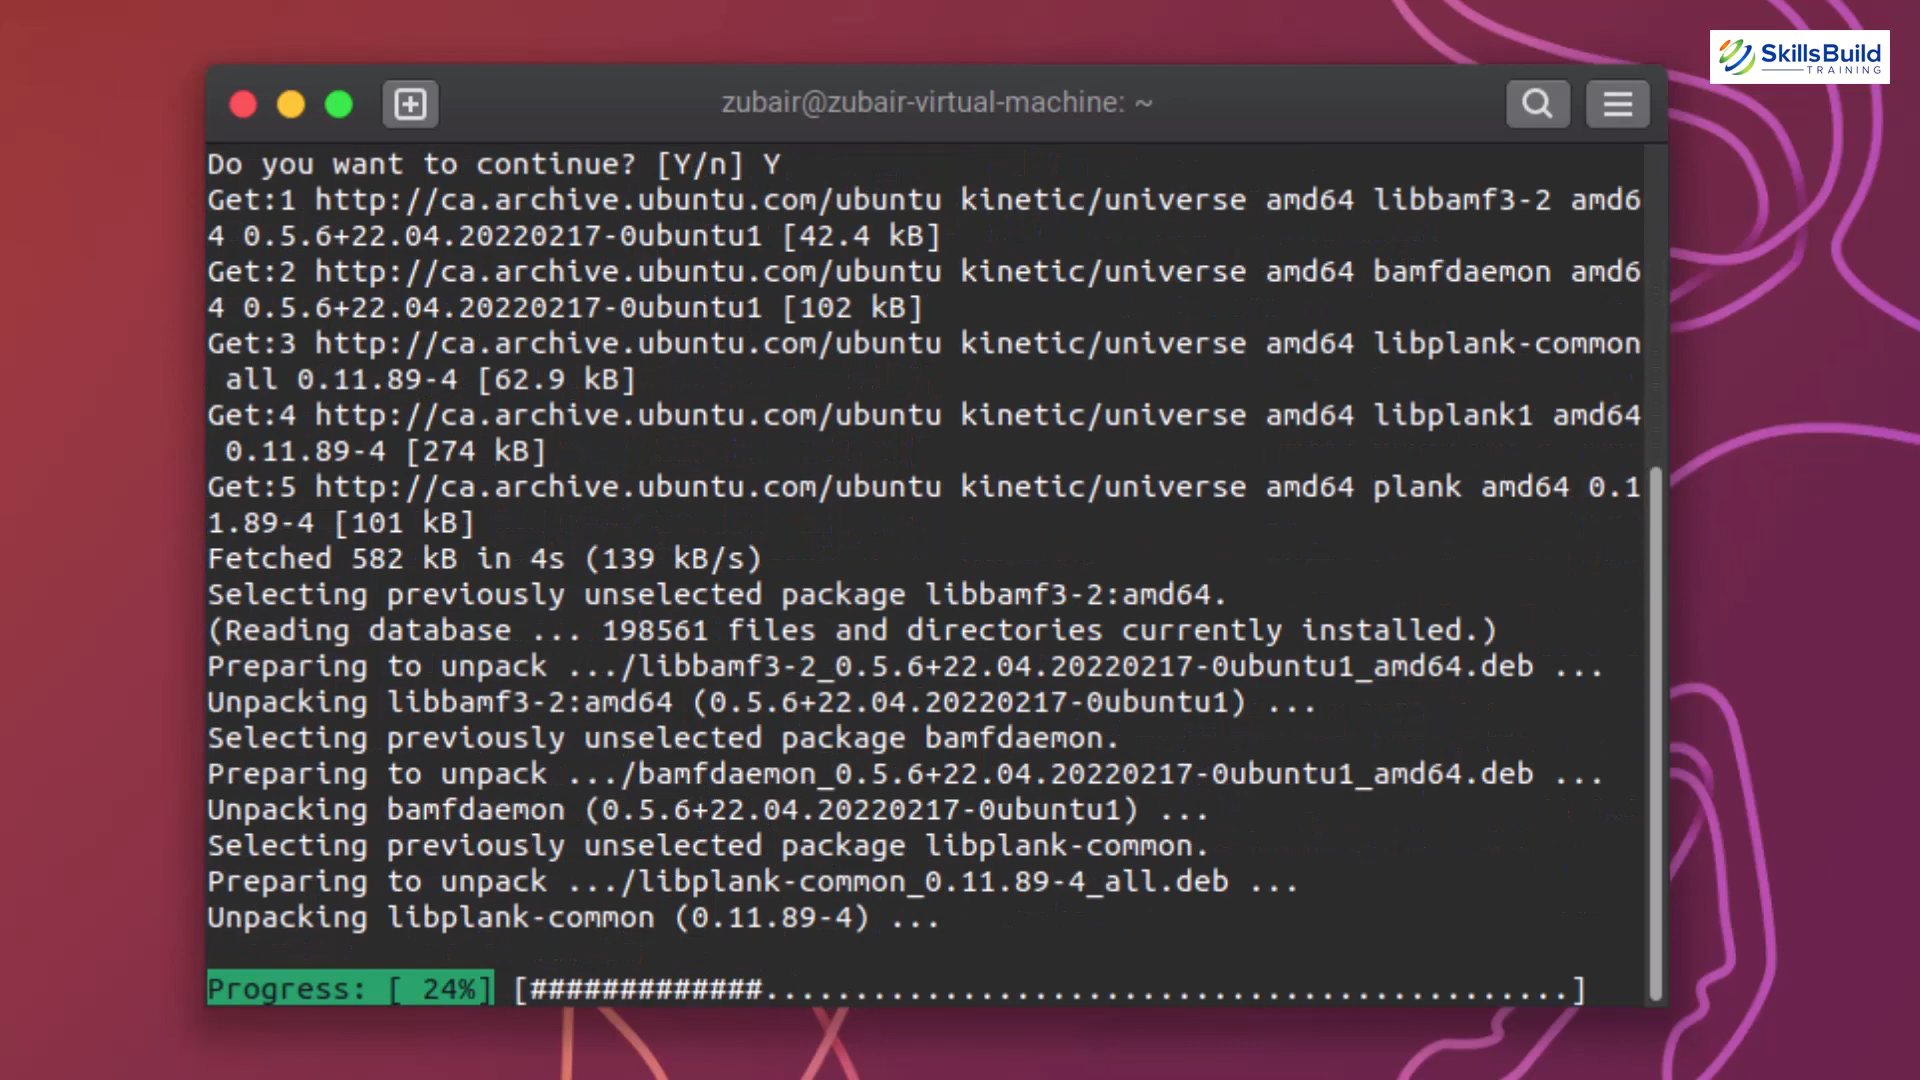 SkillsBuild
TRAINING
zubair@zubair-virtual-machine: ~
Do you want to continue? [Y/n] Y
Get:1 http://ca.archive.ubuntu.com/ubuntu kinetic/universe amd64 libbamf3-2 amd6
4 0.5.6+22.04.20220217-0ubuntu1 [42.4 kB]
Get:2 http://ca.archive.ubuntu.com/ubuntu kinetic/universe amd64 bamfdaemon amd6
4 0.5.6+22.04.20220217-0ubuntu1 [102 kB]
Get:3 http://ca.archive.ubuntu.com/ubuntu kinetic/universe amd64 libplank-common
 all 0.11.89-4 [62.9 kB]
Get:4 http://ca.archive.ubuntu.com/ubuntu kinetic/universe amd64 libplank1 amd64
 0.11.89-4 [274 kB]
Get:5 http://ca.archive.ubuntu.com/ubuntu kinetic/universe amd64 plank amd64 0.1
1.89-4 [101 kB]
Fetched 582 kB in 4s (139 kB/s)
Selecting previously unselected package libbamf3-2:amd64.
(Reading database ... 198561 files and directories currently installed.)
Preparing to unpack .../libbamf3-2_0.5.6+22.04.20220217-0ubuntu1_amd64.deb ...
Unpacking libbamf3-2:amd64 (0.5.6+22.04.20220217-0ubuntu1) ...
Selecting previously unselected package bamfdaemon.
Preparing to unpack .../bamfdaemon_0.5.6+22.04.20220217-0ubuntu1_amd64.deb ...
Unpacking bamfdaemon (0.5.6+22.04.20220217-0ubuntu1) ...
Selecting previously unselected package libplank-common.
Preparing to unpack .../libplank-common_0.11.89-4_all.deb ...
Unpacking libplank-common (0.11.89-4) ...
Progress: [ 24%] [#############.............................................]